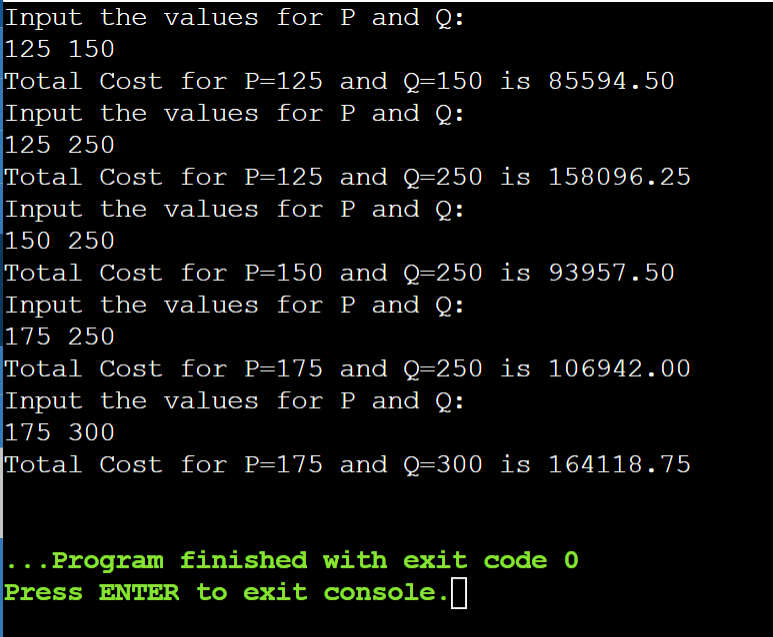 Input the values for P and Q:
125 150
Total Cost for P=125 and Q=150 is 85594.50
Input the values for P and Q:
125 250
Total Cost for P=125 and Q=250 is 158096.25
Input the values for P and Q:
150 250
Total Cost for P=150 and Q=250 is 93957.50
Input the values for P and Q:
175 250
Total Cost for P=175 and Q=250 is 106942.00
Input the values for P and Q:
175 300
Total Cost for P=175 and Q=300 is 164118.75
...Program finished with exit code 0
Press ENTER to exit console.